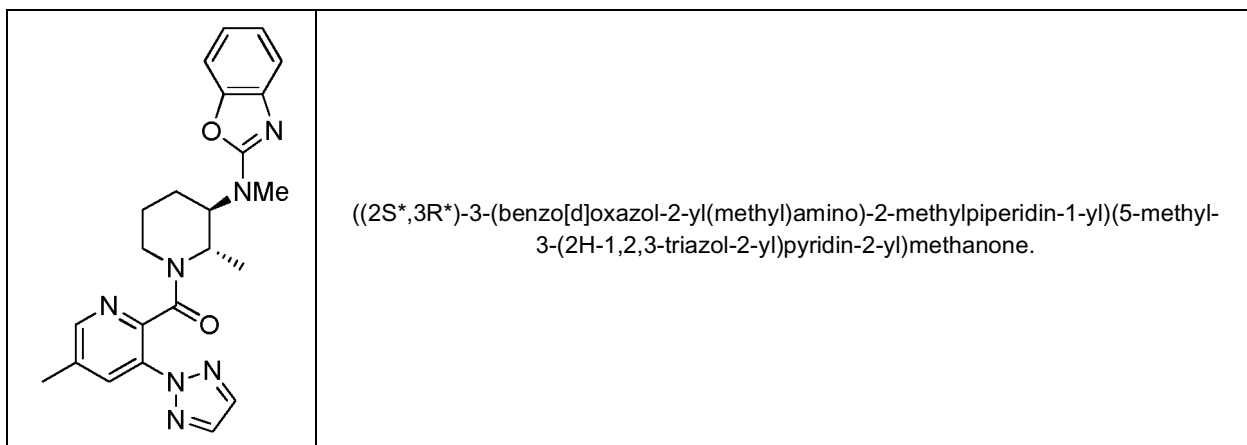 O
N
NMe
N
N
O
N
N
N
((2S*,3R*)-3-(benzo[d]oxazol-2-yl(methyl)amino)-2-methylpiperidin-1-yl)(5-methyl-
3-(2H-1,2,3-triazol-2-yl)pyridin-2-yl)methanone.